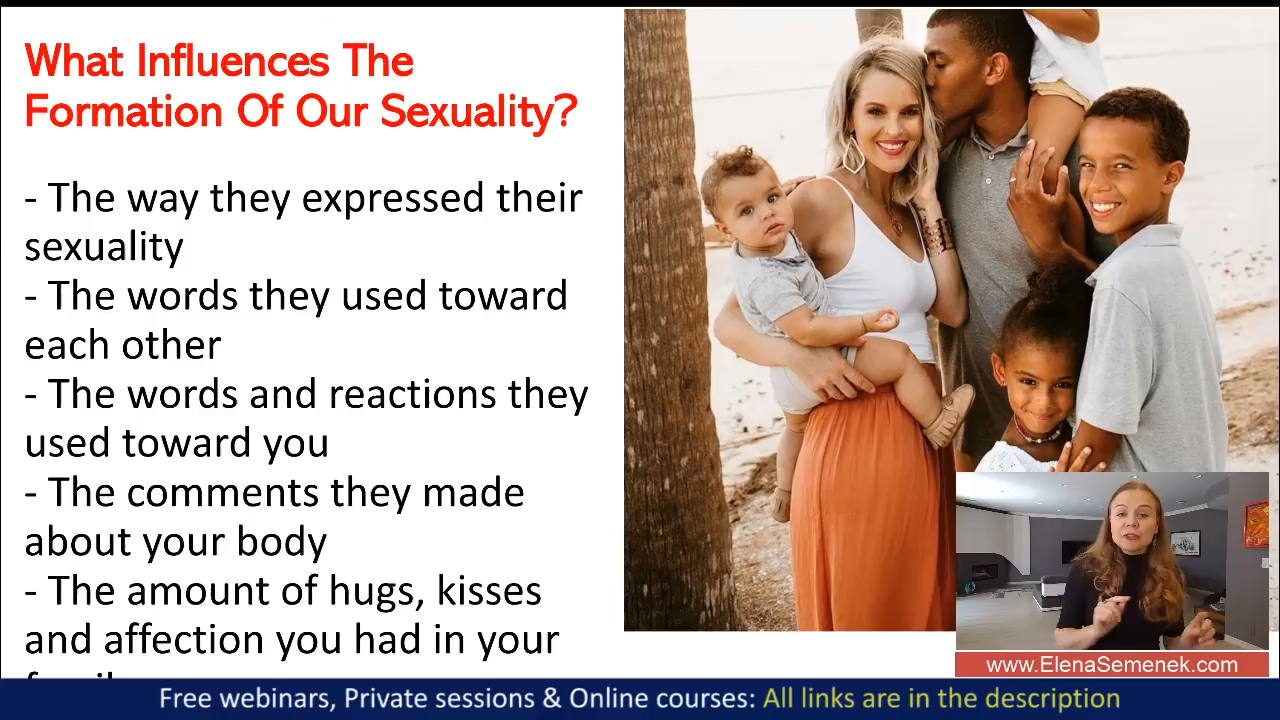 What Influences The
Formation Of Our Sexuality?
- The way they expressed their
sexuality
- The words they used toward
each other
- The words and reactions they
used toward you
- The comments they made
about your body
- The amount of hugs, kisses
and affection you had in your
www.ElenaSemenek.com
Free webinars, Private sessions & Online courses: All links are in the description